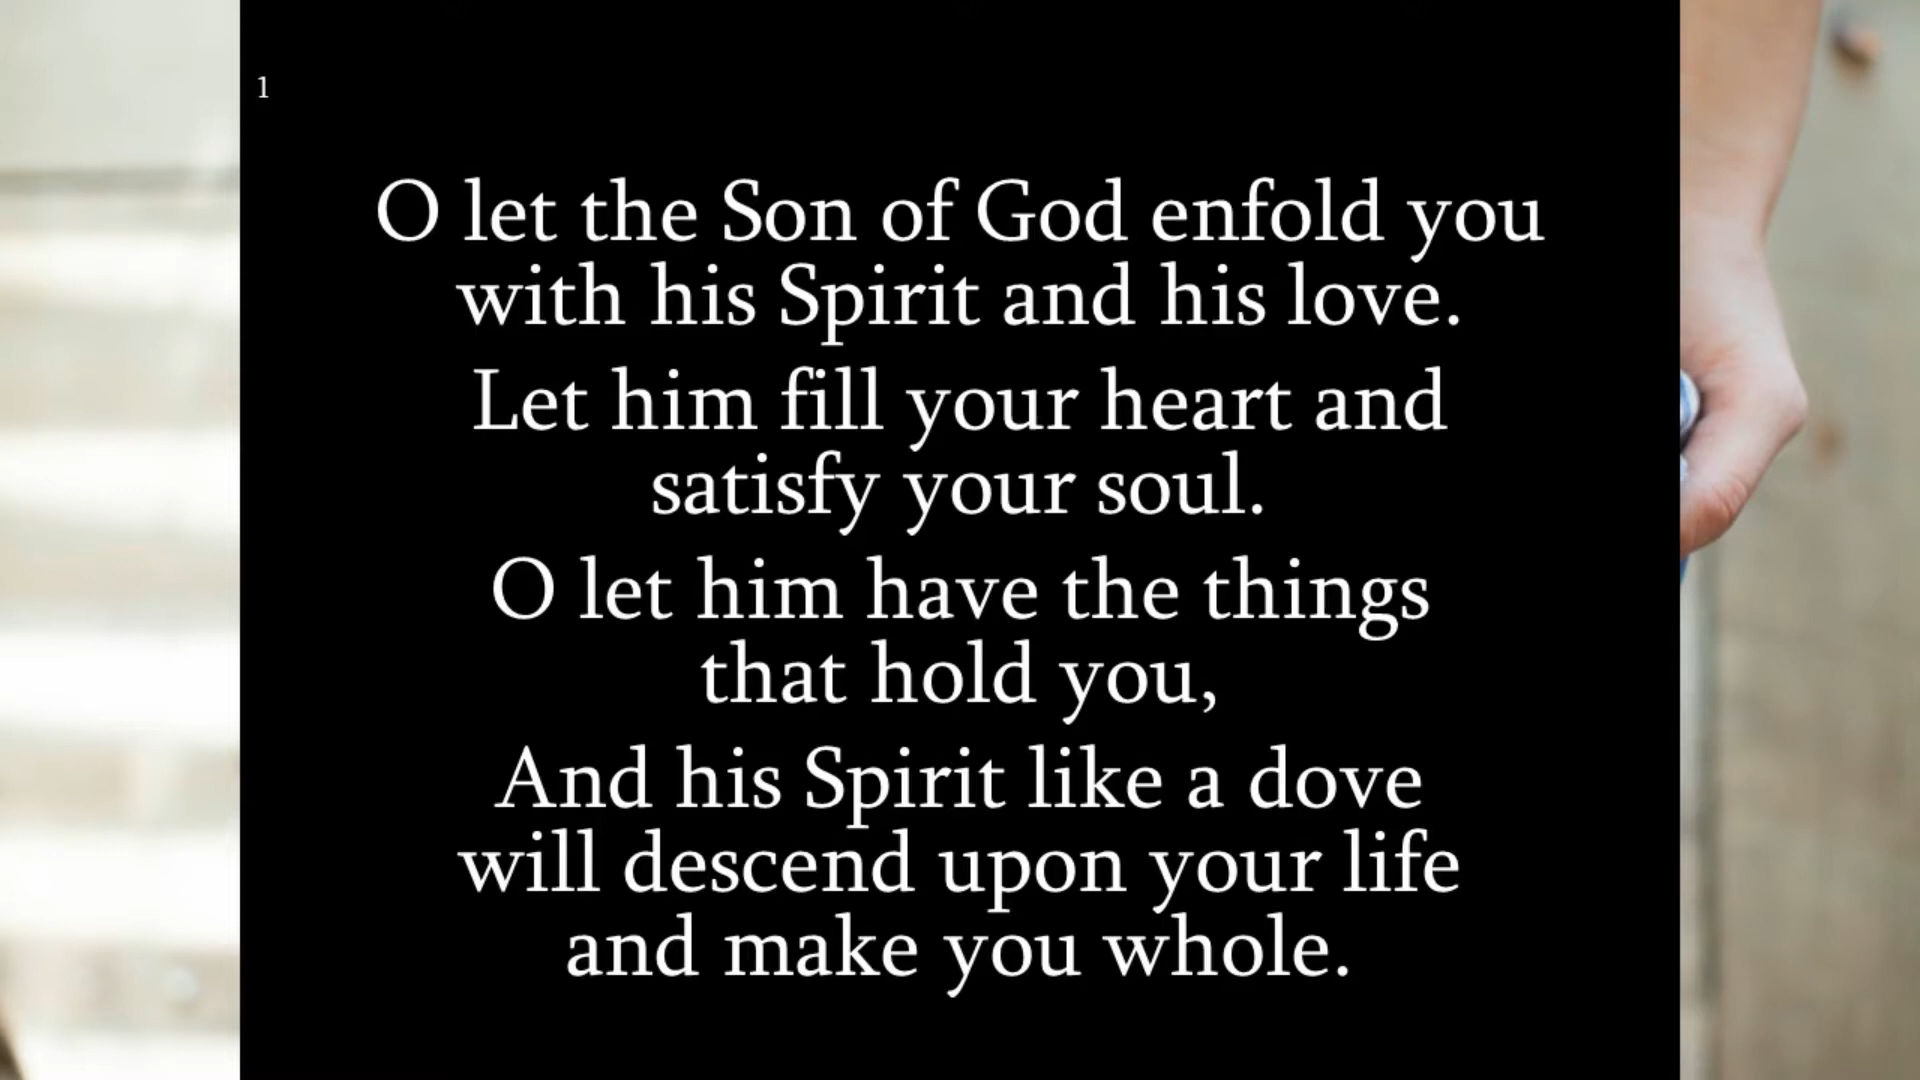 1
O let the Son of God enfold you
with his Spirit and his love.
Let him fill your heart and
satisfy your soul.
O let him have the things
that hold you,
And his Spirit like a dove
will descend upon your life
and make you whole.